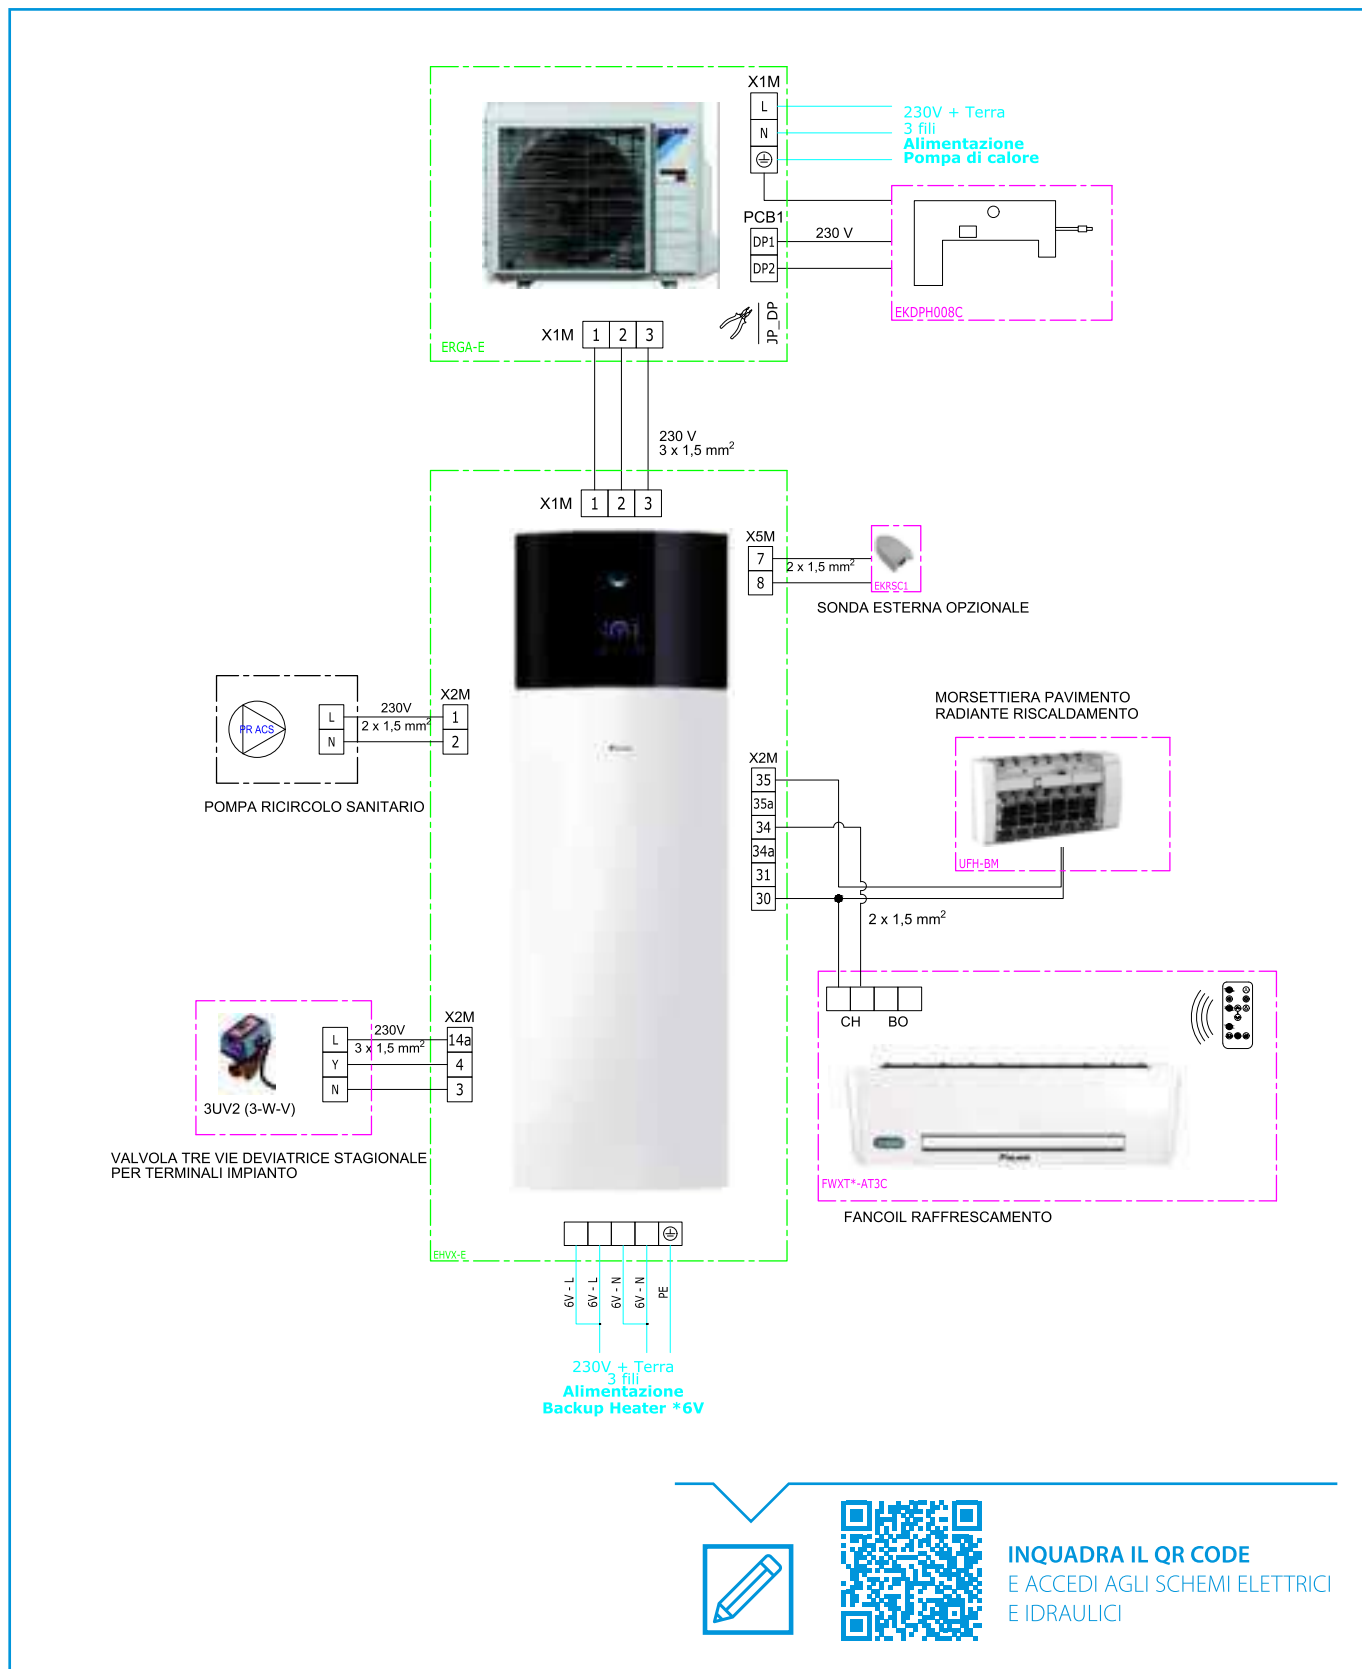 X1M
L
N
230V + Terra
3 fili
Alimentazione
Pompa di calore
PCB1
DP1
DP2
230 V
EKDPH008C
JP_DP
X1M
1 2 3
ERGA-E
230 V
3 x 1,5 mm²
X1M
1 2 3
X5M
7
8
2 x 1,5 mm²
EKRSC1
SONDA ESTERNA OPZIONALE
PR ACS
L
N
230V
2 x 1,5 mm²
X2M
1
2
POMPA RICIRCOLO SANITARIO
MORSETTIERA PAVIMENTO
RADIANTE RISCALDAMENTO
UFH-BM
X2M
35
35a
34
34a
31
30
2 x 1,5 mm²
CH BO
FWXT*-AT3C
FANCOIL RAFFRESCAMENTO
3UV2 (3-W-V)
L
Y
N
230V
3 x 1,5 mm²
X2M
14a
4
3
VALVOLA TRE VIE DEVIATRICE STAGIONALE
PER TERMINALI IMPIANTO
EHVX-E
6V - L
6V - L
6V - N
6V - N
PE
230V + Terra
3 fili
Alimentazione
Backup Heater *6V
INQUADRA IL QR CODE
E ACCEDI AGLI SCHEMI ELETTRICI
E IDRAULICI